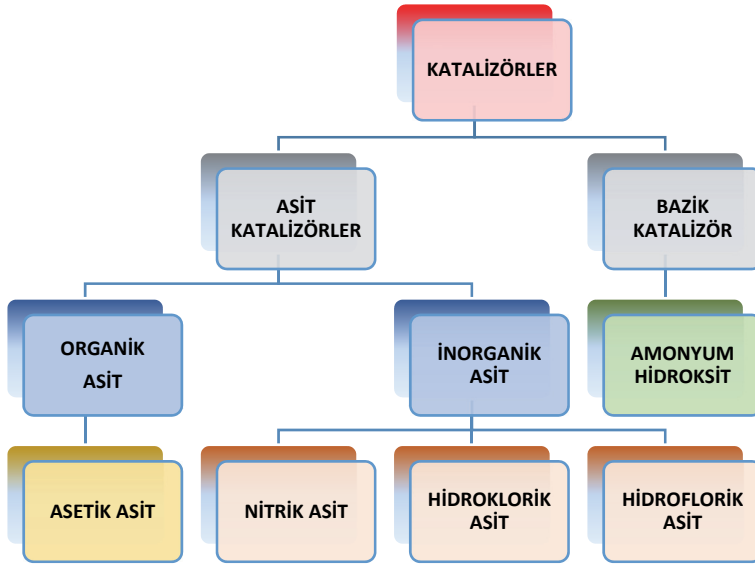 KATALİZÖRLER
ASİT
KATALİZÖRLER
BAZİK
KATALİZÖR
ORGANİK
ASİT
İNORGANİK
ASİT
AMONYUM
HİDROKSİT
ASETİK ASİT
NİTRİK ASİT
HİDROKLORİK
ASİT
HİDROFLORİK
ASİT